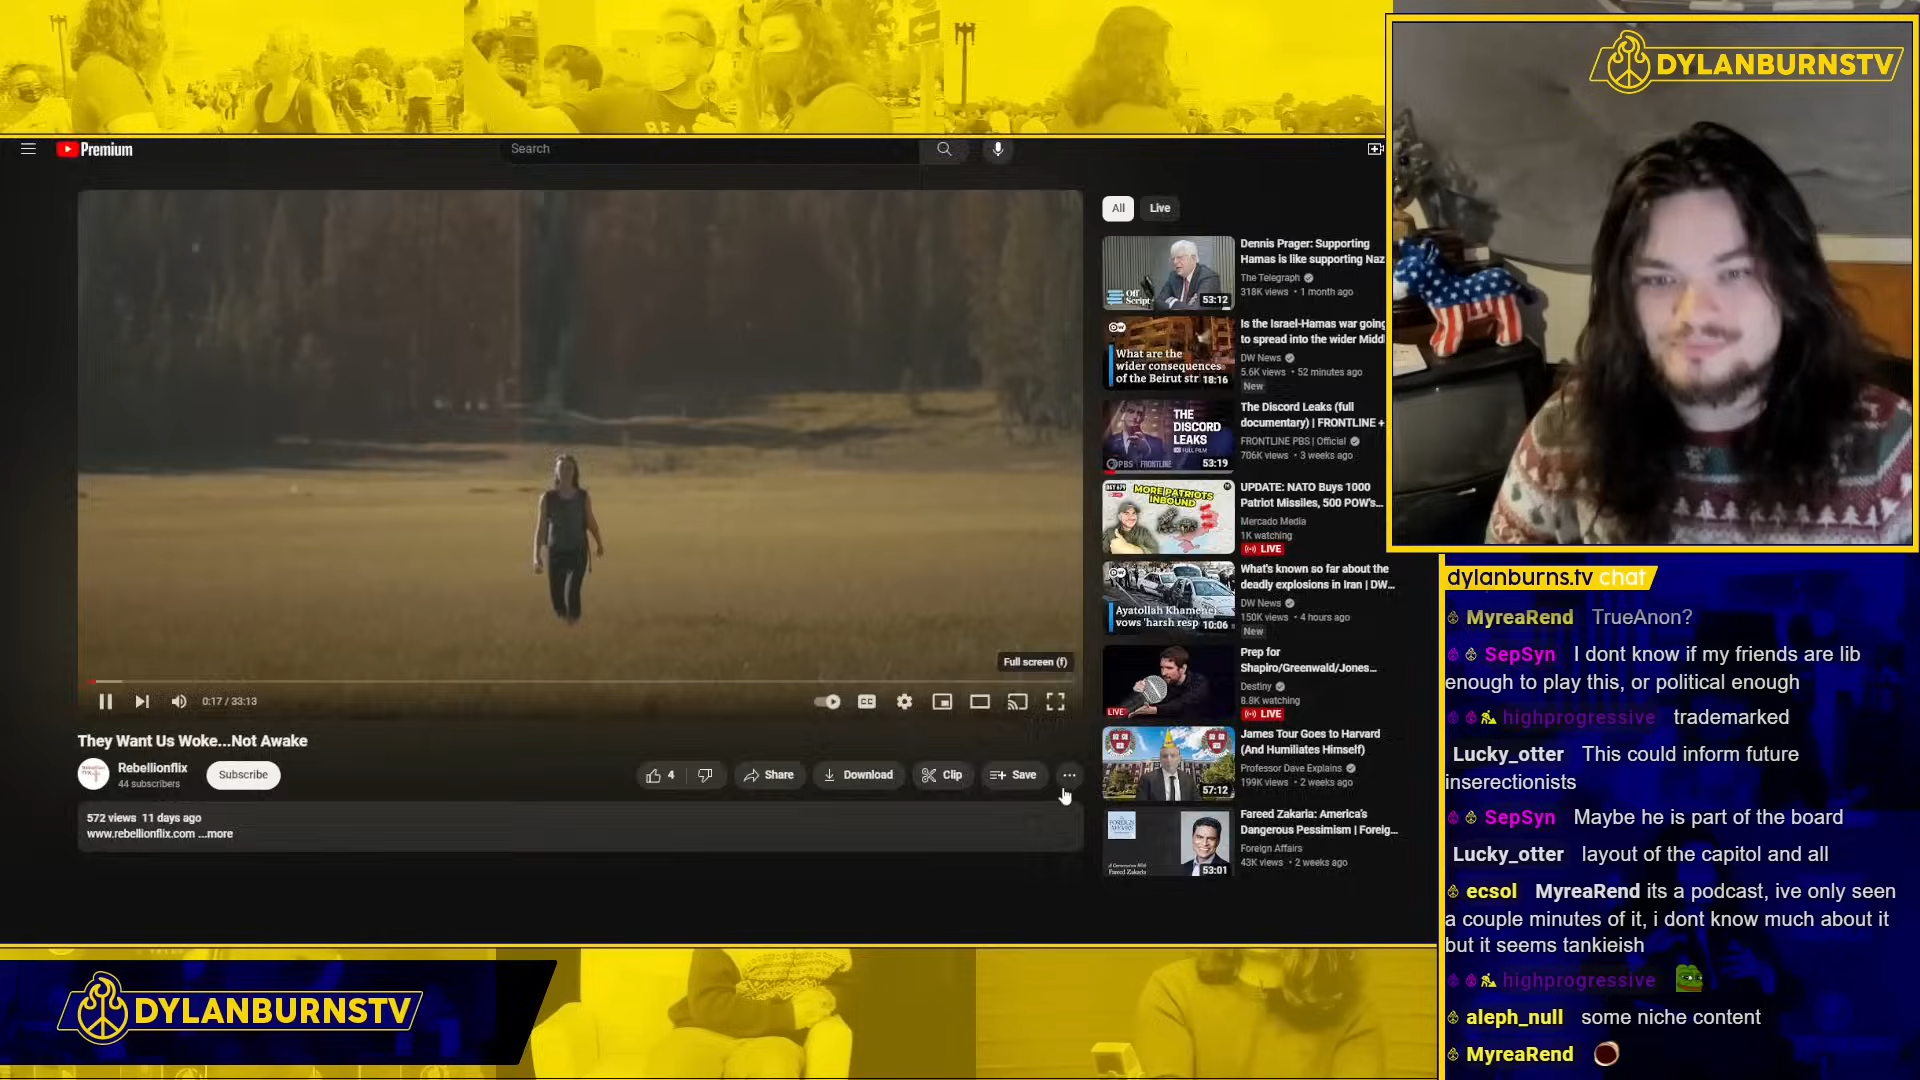 DYLANBURNSTV
Premium
Search
All
Live
Full screen (f)
0:17 / 33:13
They Want Us Woke...Not Awake
Rebellionflix
44 subscribers
Subscribe
4
Share
Download
Clip
Save
572 views 11 days ago
www.rebellionflix.com ...more
Off
Script
53:12
Dennis Prager: Supporting
Hamas is like supporting Naz
The Telegraph
318K views • 1 month ago
What are the
wider consequences
of the Beirut str
18:16
Is the Israel-Hamas war going
to spread into the wider Middl
DW News
5.6K views • 52 minutes ago
New
THE
DISCORD
LEAKS
FULL FILM
PBS | FRONTLINE
53:19
The Discord Leaks (full
documentary) | FRONTLINE +
FRONTLINE PBS | Official
706K views • 3 weeks ago
MORE PATRIOTS
INBOUND
UPDATE: NATO Buys 1000
Patriot Missiles, 500 POW's...
Mercado Media
1K watching
LIVE
Ayatollah Khamenei
vows 'harsh resp
10:06
What's known so far about the
deadly explosions in Iran | DW...
DW News
150K views • 4 hours ago
New
LIVE
Prep for
Shapiro/Greenwald/Jones...
Destiny
8.8K watching
LIVE
57:12
James Tour Goes to Harvard
(And Humiliates Himself)
Professor Dave Explains
199K views • 2 weeks ago
53:01
Fareed Zakaria: America's
Dangerous Pessimism | Foreig...
Foreign Affairs
43K views • 2 weeks ago
dylanburns.tv chat
MyreaRend TrueAnon?
SepSyn I dont know if my friends are lib
enough to play this, or political enough
highprogressive trademarked
Lucky_otter This could inform future
inserectionists
SepSyn Maybe he is part of the board
Lucky_otter layout of the capitol and all
ecsol MyreaRend its a podcast, ive only seen
a couple minutes of it, i dont know much about it
but it seems tankieish
highprogressive
aleph_null some niche content
MyreaRend
DYLANBURNSTV